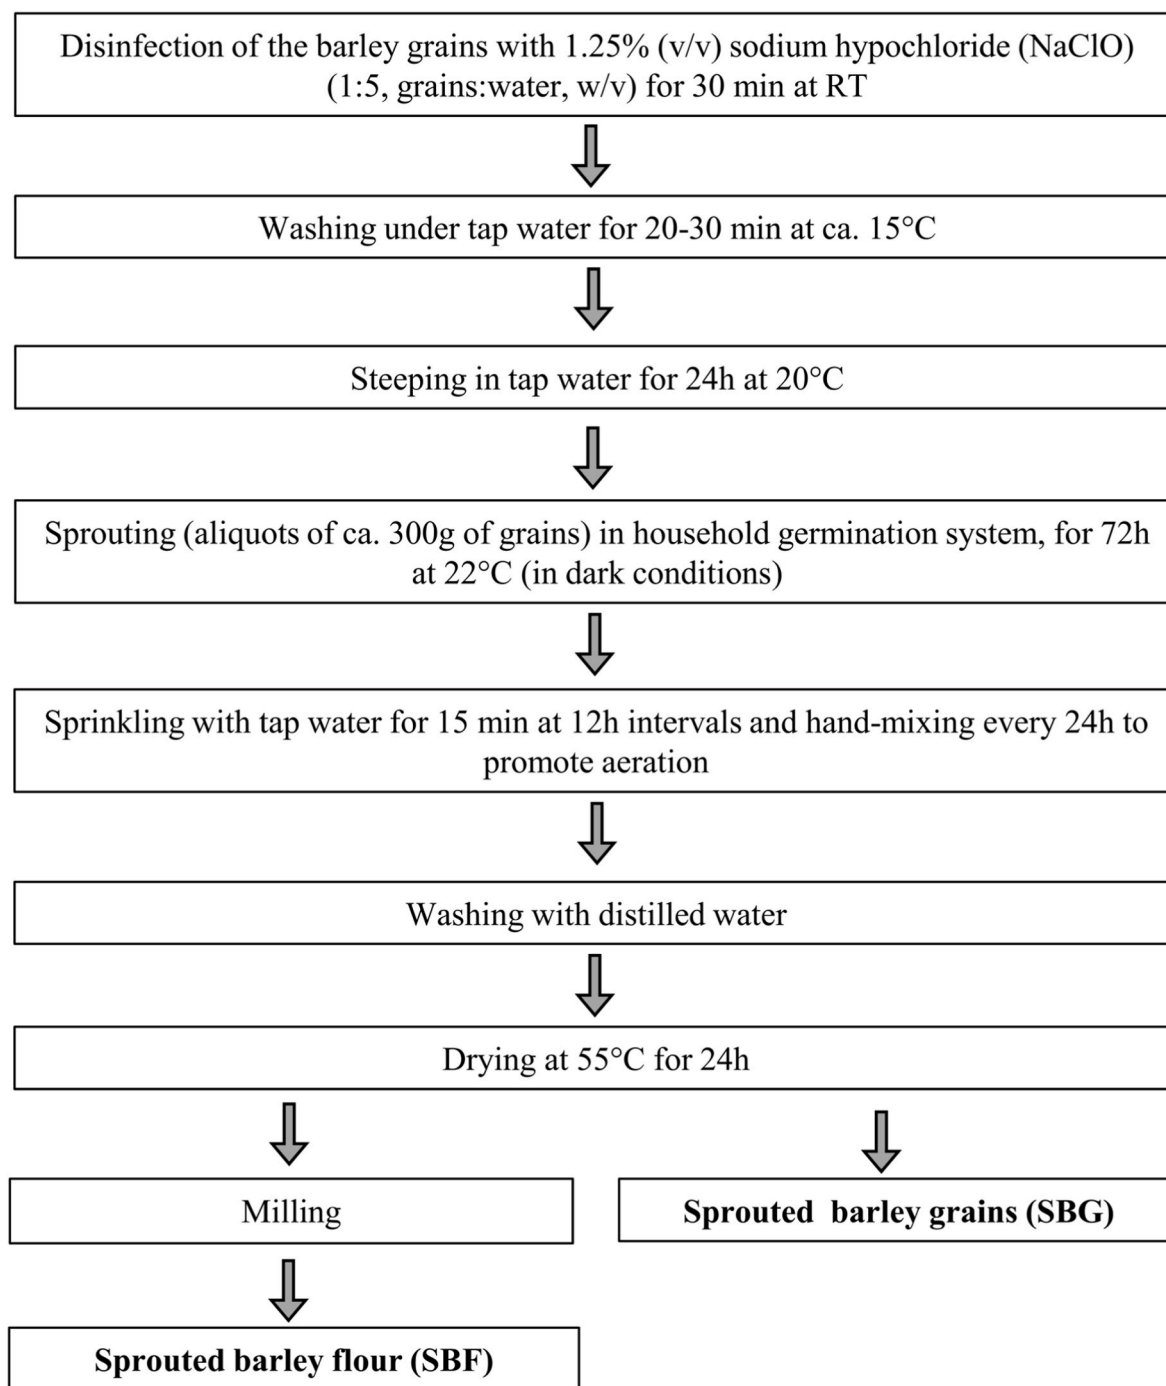 Disinfection of the barley grains with 1.25% (v/v) sodium hypochloride (NaClO)
(1:5, grains:water, w/v) for 30 min at RT
Washing under tap water for 20-30 min at ca. 15°C
Steeping in tap water for 24h at 20°C
Sprouting (aliquots of ca. 300g of grains) in household germination system, for 72h
at 22°C (in dark conditions)
Sprinkling with tap water for 15 min at 12h intervals and hand-mixing every 24h to
promote aeration
Washing with distilled water
Drying at 55°C for 24h
Milling
Sprouted barley grains (SBG)
Sprouted barley flour (SBF)